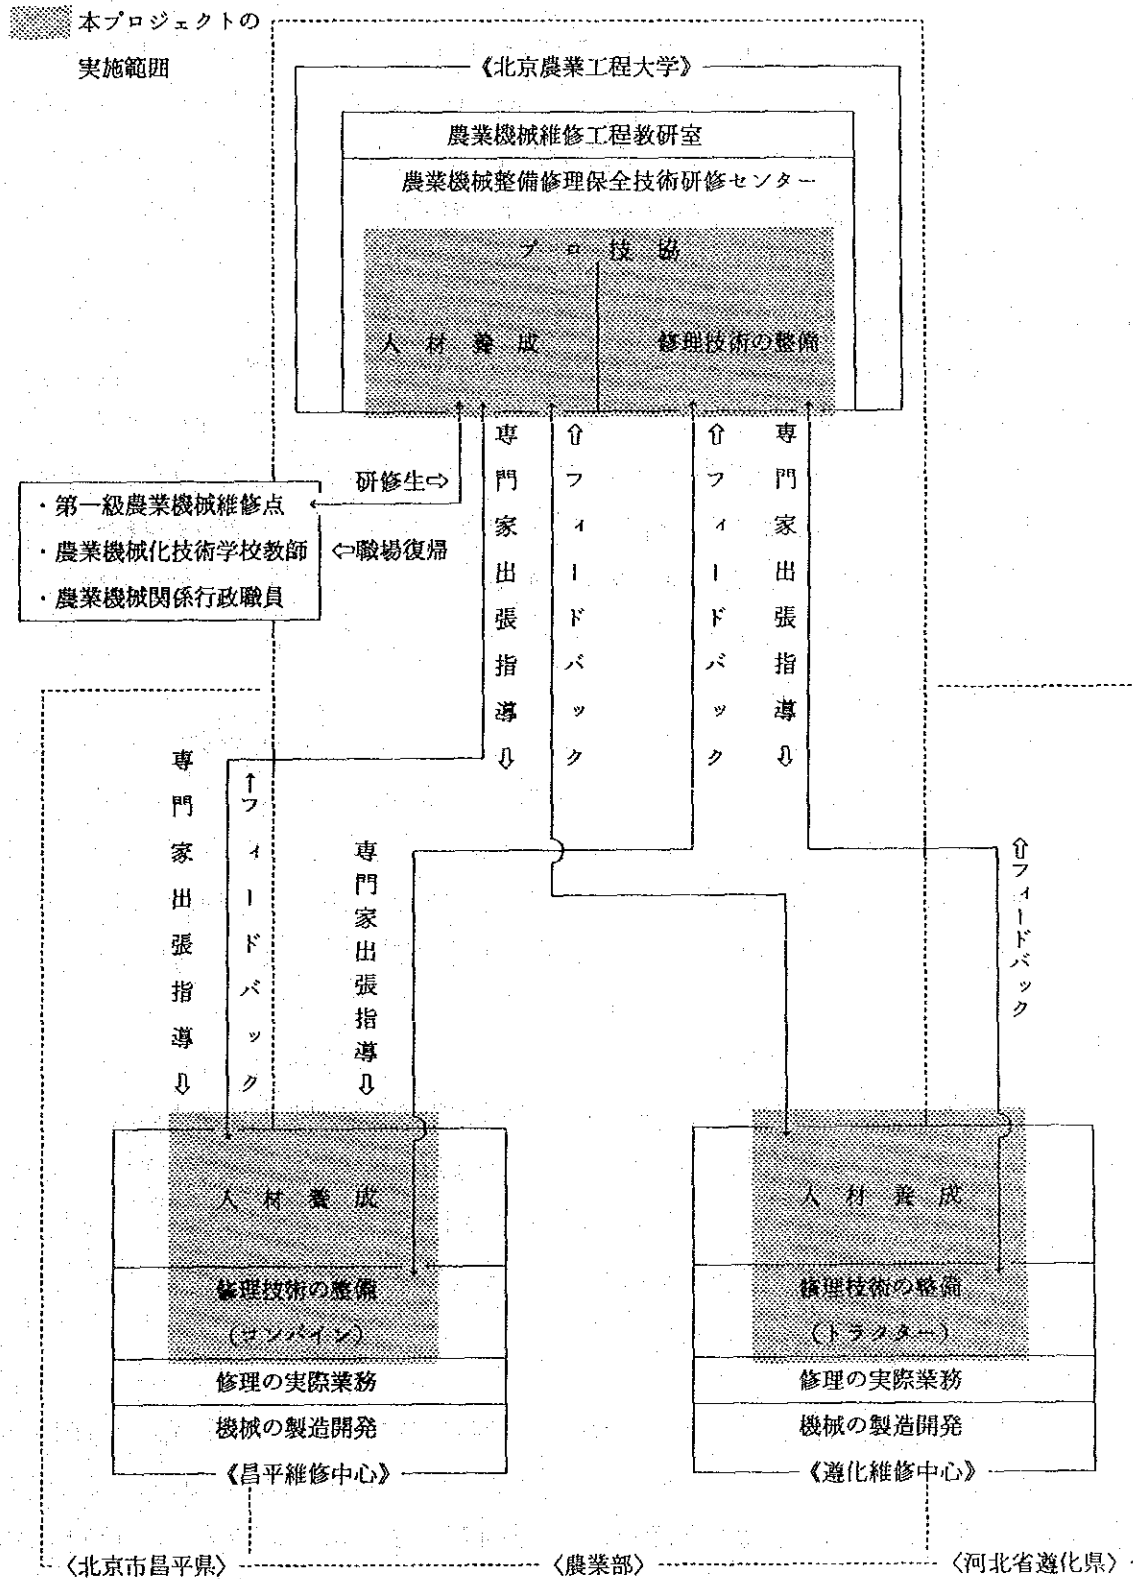 本プロジェクトの
実施範囲
《北京農業工程大学》
農業機械維修工程教研室
農業機械整備修理保全技術研修センター
プロ技協
人材養成
修理技術の整備
研修生⇨
・第一級農業機械維修点
・農業機械化技術学校教師
・農業機械関係行政職員
⇦職場復帰
専門家出張指導⇩
⇧フィードバック
⇧フィードバック
専門家出張指導⇩
専門家出張指導⇩
↑フィードバック
専門家出張指導⇩
⇧フィードバック
人材養成
修理技術の整備
(コンバイン)
修理の実際業務
機械の製造開発
《昌平維修中心》
人材養成
修理技術の整備
(トラクター)
修理の実際業務
機械の製造開発
《遵化維修中心》
〈北京市昌平県〉
〈農業部〉
〈河北省遵化県〉